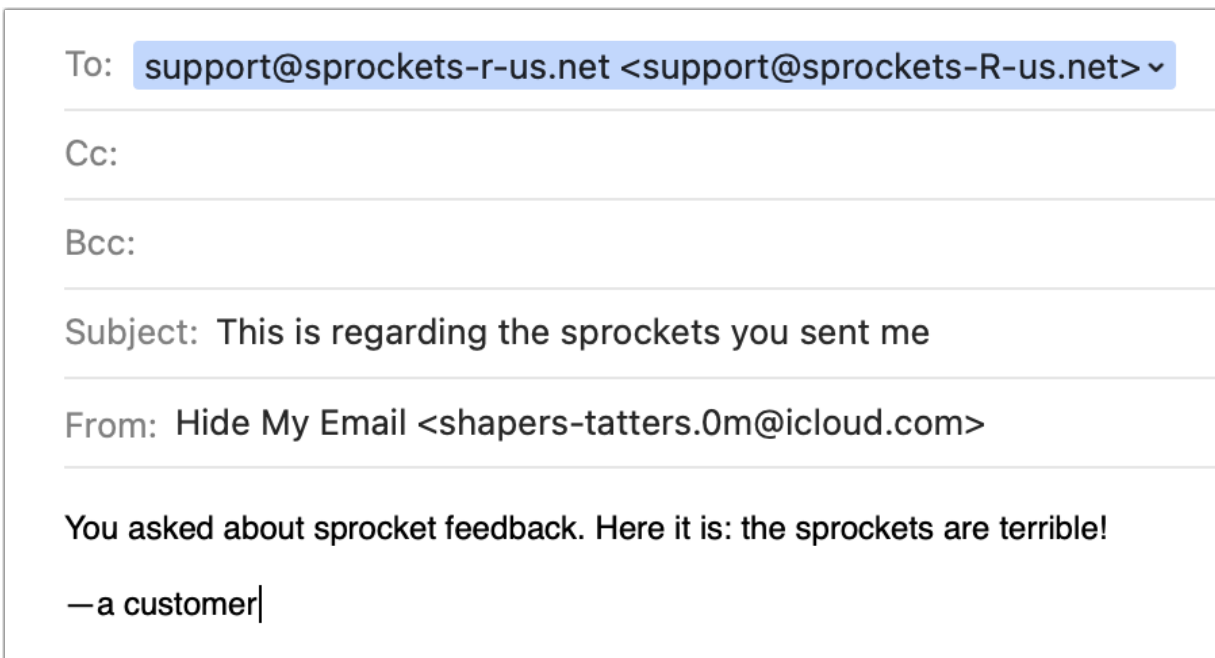 To: support@sprockets-r-us.net <support@sprockets-R-us.net>
Cc:
Bcc:
Subject: This is regarding the sprockets you sent me
From: Hide My Email <shapers-tatters.0m@icloud.com>
You asked about sprocket feedback. Here it is: the sprockets are terrible!
—a customer